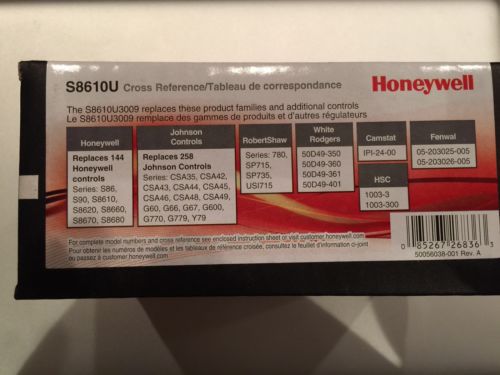 S8610U Cross Reference/Tableau de correspondance
Honeywell
The S8610U3009 replaces these product families and additional controls
Le S8610U3009 remplace des gammes de produits et d'autres régulateurs
Honeywell
Replaces 144
Honeywell
controls
Series: S86,
S90, S8610,
S8620, S8660,
S8670, S8680
Johnson
Controls
Replaces 258
Johnson Controls
Series: CSA35, CSA42,
CSA43, CSA44, CSA45,
CSA46, CSA48, CSA49,
G60, G66, G67, G600,
G770, G779, Y79
RobertShaw
Series: 780,
SP715,
SP735,
USI715
White
Rodgers
50D49-350
50D49-360
50D49-361
50D49-401
Camstat
IPI-24-00
HSC
1003-3
1003-300
Fenwal
05-203025-005
05-203026-005
For complete model numbers and cross reference see enclosed instruction sheet or visit customer.honeywell.com
Pour obtenir les numéros de modèles et les tableaux de référence croisée, consultez le feuillet d'information ci-joint
ou passez à customer.honeywell.com
0 85267 26836 3
50056038-001 Rev. A